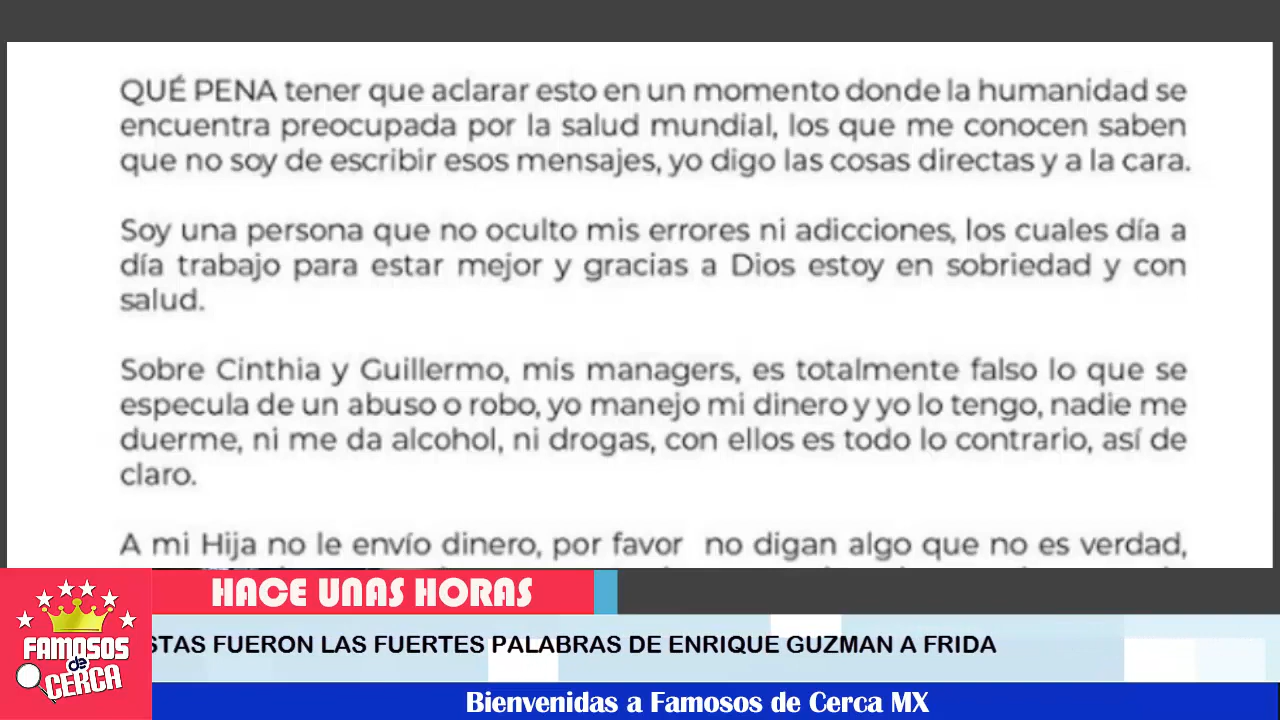 QUÉ PENA tener que aclarar esto en un momento donde la humanidad se
encuentra preocupada por la salud mundial, los que me conocen saben
que no soy de escribir esos mensajes, yo digo las cosas directas y a la cara.
Soy una persona que no oculto mis errores ni adicciones, los cuales día a
día trabajo para estar mejor y gracias a Dios estoy en sobriedad y con
salud.
Sobre Cinthia y Guillermo, mis managers, es totalmente falso lo que se
especula de un abuso o robo, yo manejo mi dinero y yo lo tengo, nadie me
duerme, ni me da alcohol, ni drogas, con ellos es todo lo contrario, así de
claro.
A mi Hija no le envío dinero, por favor no digan algo que no es verdad,
HACE UNAS HORAS
STAS FUERON LAS FUERTES PALABRAS DE ENRIQUE GUZMAN A FRIDA
FAMOSOS
de
CERCA
Bienvenidas a Famosos de Cerca MX